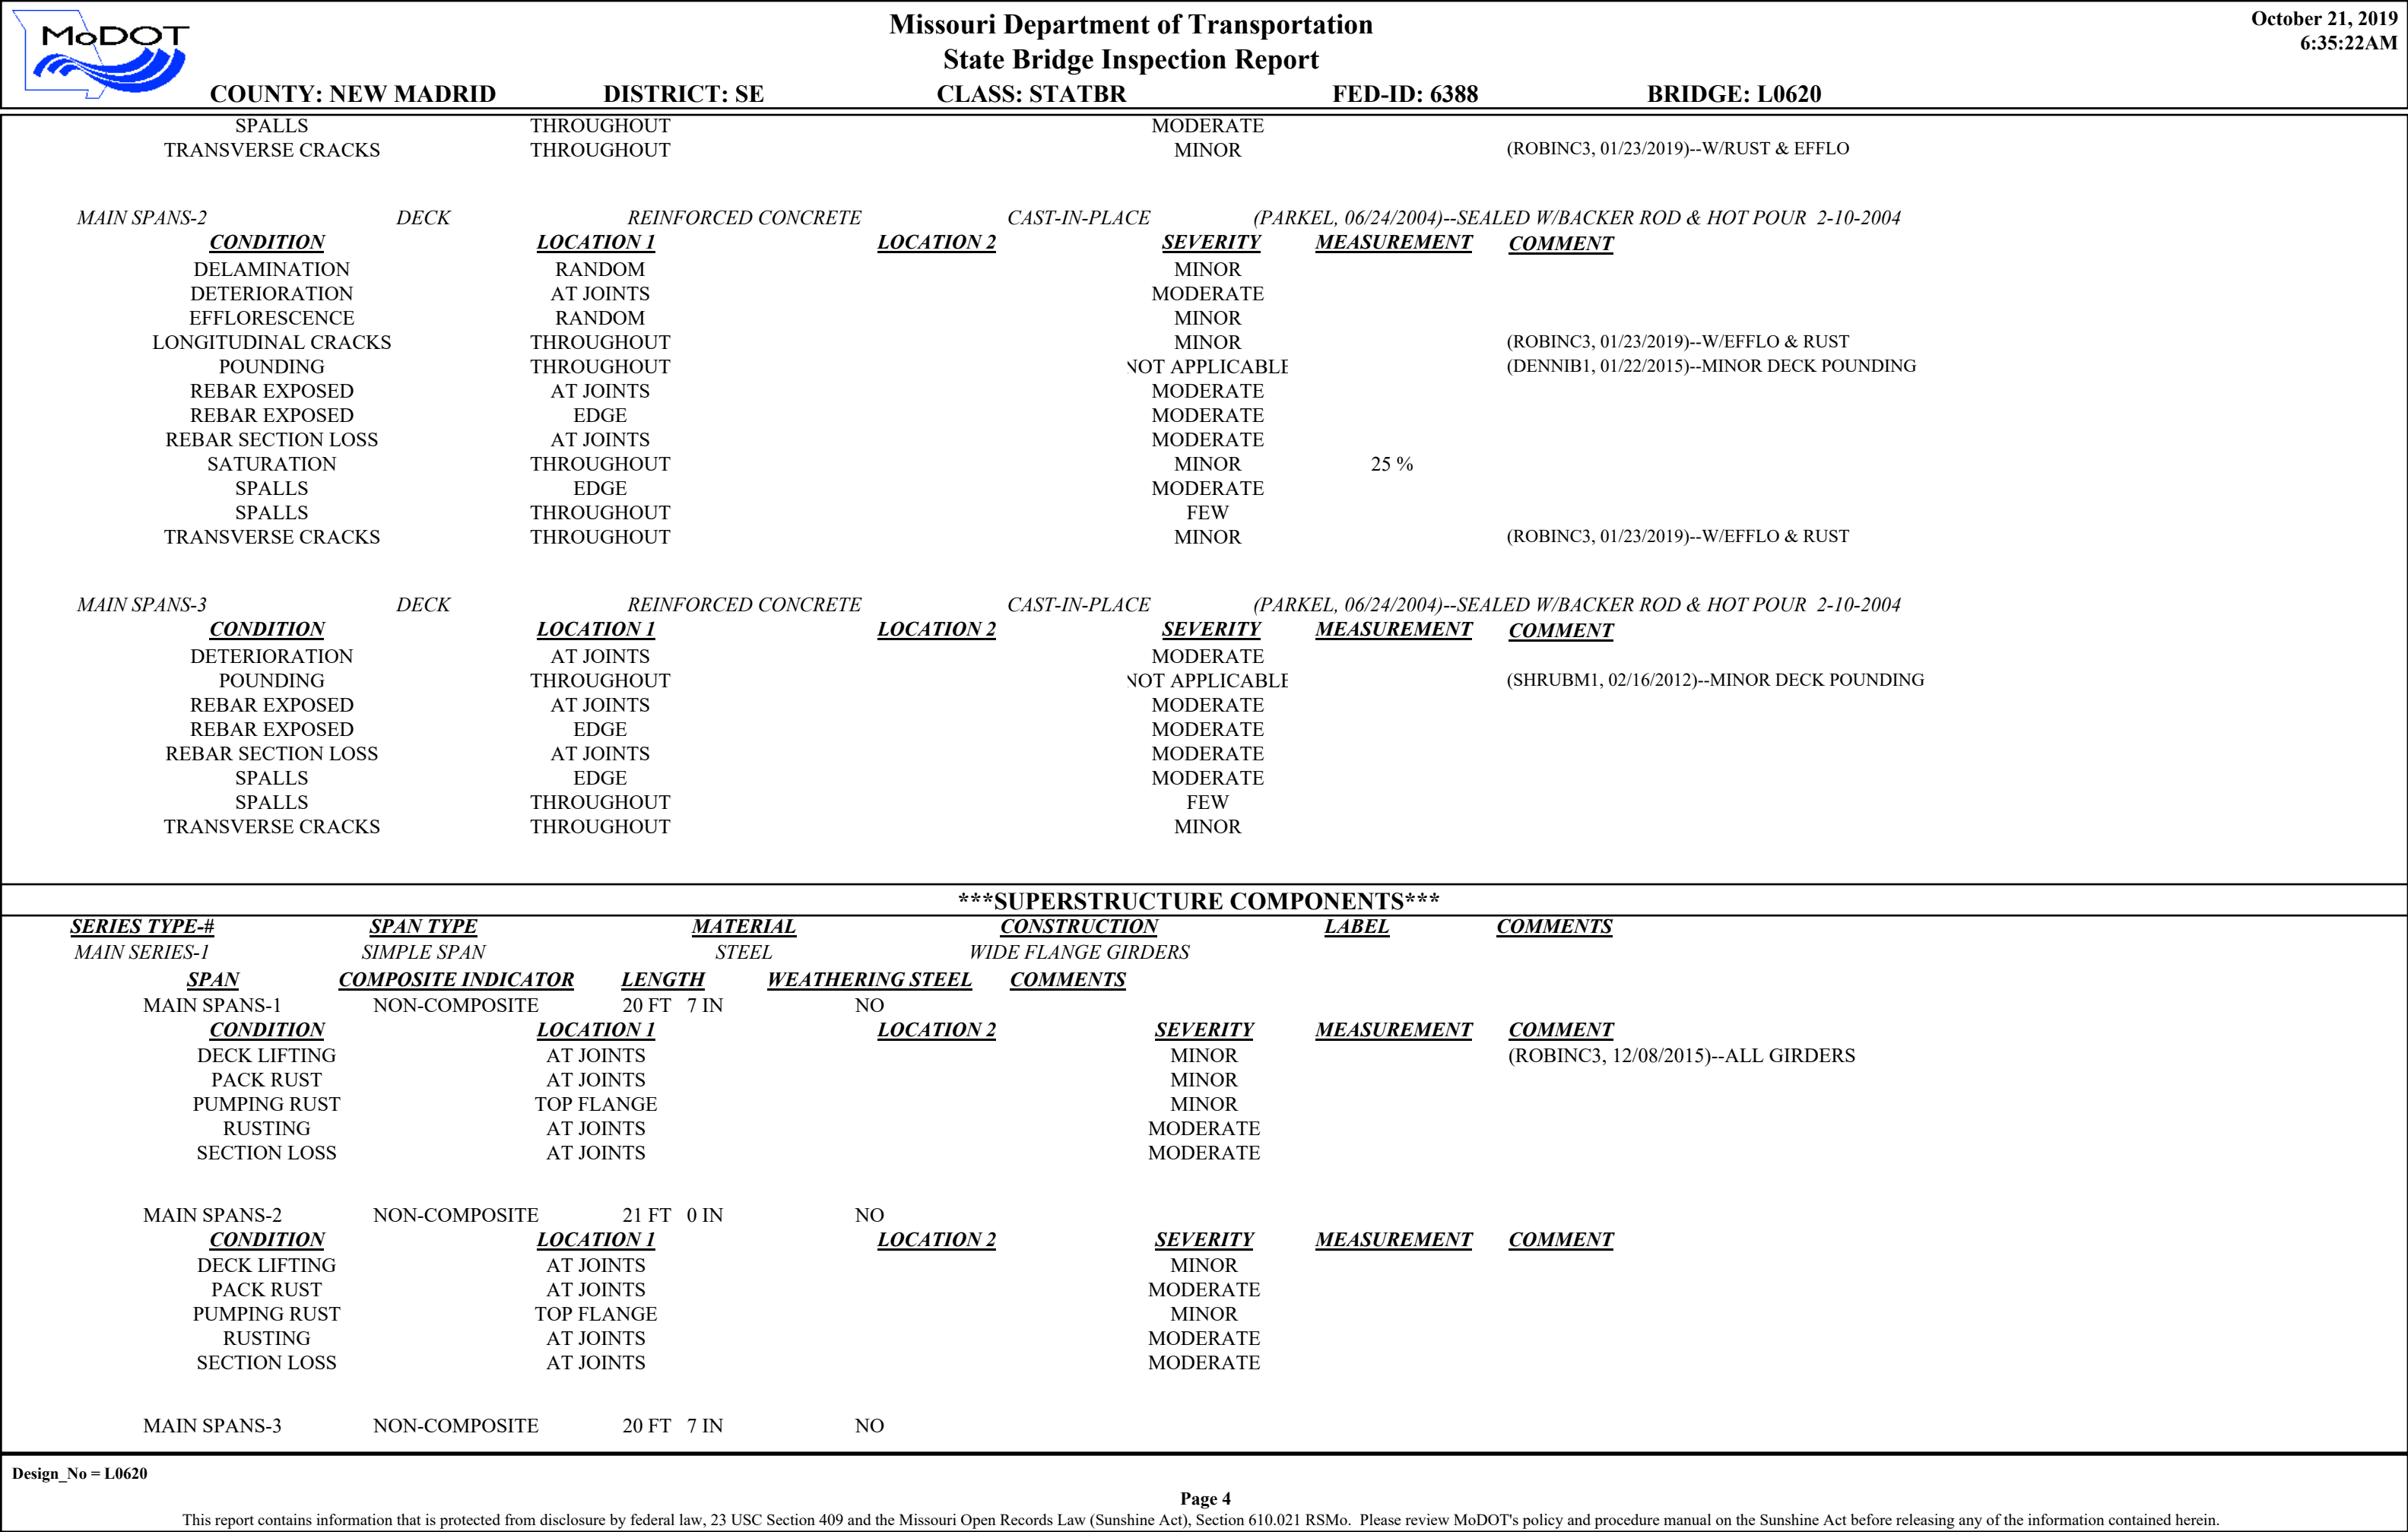 MoDOT
Missouri Department of Transportation
State Bridge Inspection Report
October 21, 2019
6:35:22AM
COUNTY: NEW MADRID DISTRICT: SE CLASS: STATBR FED-ID: 6388 BRIDGE: L0620
SPALLS THROUGHOUT MODERATE
TRANSVERSE CRACKS THROUGHOUT MINOR (ROBINC3, 01/23/2019)--W/RUST & EFFLO
MAIN SPANS-2 DECK REINFORCED CONCRETE CAST-IN-PLACE (PARKEL, 06/24/2004)--SEALED W/BACKER ROD & HOT POUR 2-10-2004
CONDITION LOCATION 1 LOCATION 2 SEVERITY MEASUREMENT COMMENT
DELAMINATION RANDOM MINOR
DETERIORATION AT JOINTS MODERATE
EFFLORESCENCE RANDOM MINOR
LONGITUDINAL CRACKS THROUGHOUT MINOR (ROBINC3, 01/23/2019)--W/EFFLO & RUST
POUNDING THROUGHOUT NOT APPLICABLE (DENNIB1, 01/22/2015)--MINOR DECK POUNDING
REBAR EXPOSED AT JOINTS MODERATE
REBAR EXPOSED EDGE MODERATE
REBAR SECTION LOSS AT JOINTS MODERATE
SATURATION THROUGHOUT MINOR 25 %
SPALLS EDGE MODERATE
SPALLS THROUGHOUT FEW
TRANSVERSE CRACKS THROUGHOUT MINOR (ROBINC3, 01/23/2019)--W/EFFLO & RUST
MAIN SPANS-3 DECK REINFORCED CONCRETE CAST-IN-PLACE (PARKEL, 06/24/2004)--SEALED W/BACKER ROD & HOT POUR 2-10-2004
CONDITION LOCATION 1 LOCATION 2 SEVERITY MEASUREMENT COMMENT
DETERIORATION AT JOINTS MODERATE
POUNDING THROUGHOUT NOT APPLICABLE (SHRUBM1, 02/16/2012)--MINOR DECK POUNDING
REBAR EXPOSED AT JOINTS MODERATE
REBAR EXPOSED EDGE MODERATE
REBAR SECTION LOSS AT JOINTS MODERATE
SPALLS EDGE MODERATE
SPALLS THROUGHOUT FEW
TRANSVERSE CRACKS THROUGHOUT MINOR
***SUPERSTRUCTURE COMPONENTS***
SERIES TYPE-# SPAN TYPE MATERIAL CONSTRUCTION LABEL COMMENTS
MAIN SERIES-1 SIMPLE SPAN STEEL WIDE FLANGE GIRDERS
SPAN COMPOSITE INDICATOR LENGTH WEATHERING STEEL COMMENTS
MAIN SPANS-1 NON-COMPOSITE 20 FT 7 IN NO
CONDITION LOCATION 1 LOCATION 2 SEVERITY MEASUREMENT COMMENT
DECK LIFTING AT JOINTS MINOR (ROBINC3, 12/08/2015)--ALL GIRDERS
PACK RUST AT JOINTS MINOR
PUMPING RUST TOP FLANGE MINOR
RUSTING AT JOINTS MODERATE
SECTION LOSS AT JOINTS MODERATE
MAIN SPANS-2 NON-COMPOSITE 21 FT 0 IN NO
CONDITION LOCATION 1 LOCATION 2 SEVERITY MEASUREMENT COMMENT
DECK LIFTING AT JOINTS MINOR
PACK RUST AT JOINTS MODERATE
PUMPING RUST TOP FLANGE MINOR
RUSTING AT JOINTS MODERATE
SECTION LOSS AT JOINTS MODERATE
MAIN SPANS-3 NON-COMPOSITE 20 FT 7 IN NO
Design_No = L0620
Page 4
This report contains information that is protected from disclosure by federal law, 23 USC Section 409 and the Missouri Open Records Law (Sunshine Act), Section 610.021 RSMo. Please review MoDOT's policy and procedure manual on the Sunshine Act before releasing any of the information contained herein.